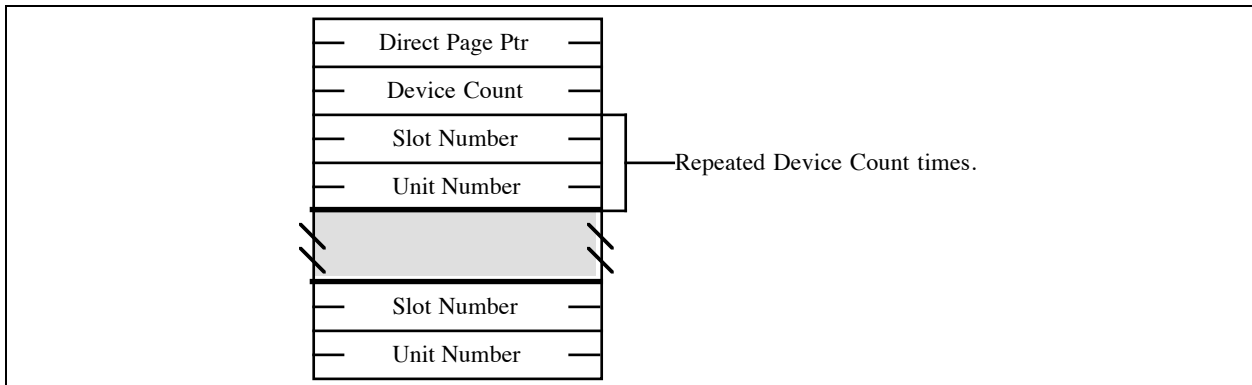 Direct Page Ptr
Device Count
Slot Number
Repeated Device Count times.
Unit Number
Slot Number
Unit Number